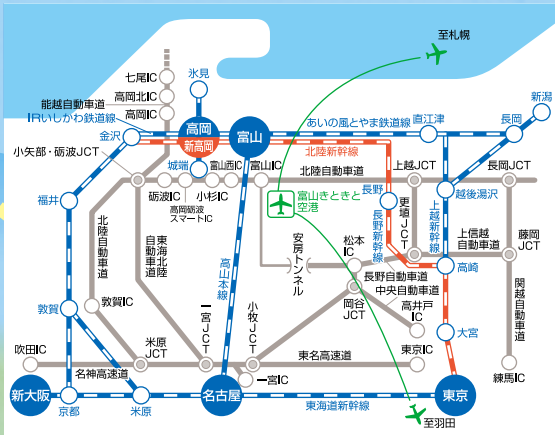 至札幌
七尾IC
氷見
高岡北IC
能越自動車道
高岡IC
新潟
IRいしかわ鉄道線
高岡
新高岡
富山
あいの風とやま鉄道線
直江津
長岡
金沢
北陸新幹線
小矢部・砺波JCT
城端
富山西IC
富山IC
北陸自動車道
上越JCT
長岡JCT
砺波IC
小杉IC
高岡砺波
スマートIC
富山きときと
空港
長野
越後湯沢
福井
北陸自動車道
東海北陸
自動車道
高山本線
安房トンネル
松本
IC
長野新幹線
更埴JCT
上越新幹線
上信越
自動車道
藤岡
JCT
長野自動車道
高崎
中央自動車道
岡谷
JCT
高井戸
IC
関越自動車道
敦賀
敦賀IC
米原
JCT
一宮JCT
小牧JCT
大宮
吹田IC
名神高速道
東名高速道
東京IC
一宮IC
練馬IC
新大阪
京都
米原
名古屋
東海道新幹線
東京
至羽田